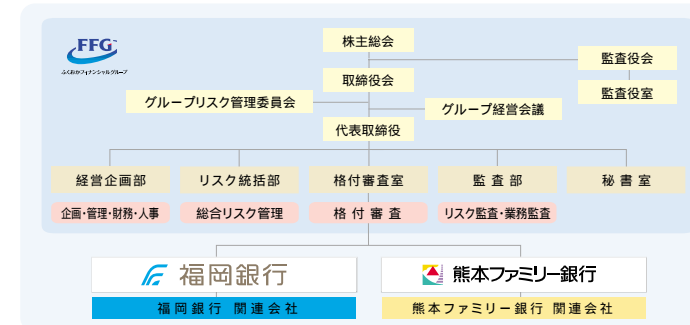 株主総会
FFG
ふくおかフィナンシャルグループ
監査役会
取締役会
監査役室
グループリスク管理委員会
グループ経営会議
代表取締役
経営企画部
リスク統括部
格付審査室
監査部
秘書室
企画・管理・財務・人事
総合リスク管理
格付審査
リスク監査・業務監査
福岡銀行
熊本ファミリー銀行
福岡銀行 関連会社
熊本ファミリー銀行 関連会社